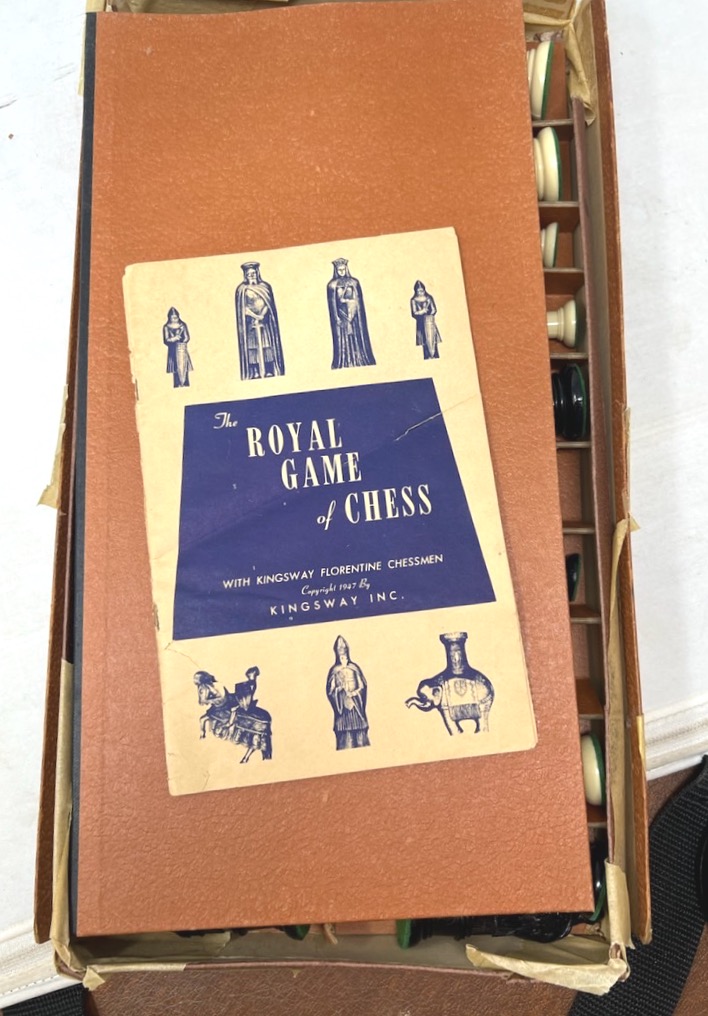 The
ROYAL
GAME
of CHESS
WITH KINGSWAY FLORENTINE CHESSMEN
Copyright 1947 By
KINGSWAY INC.